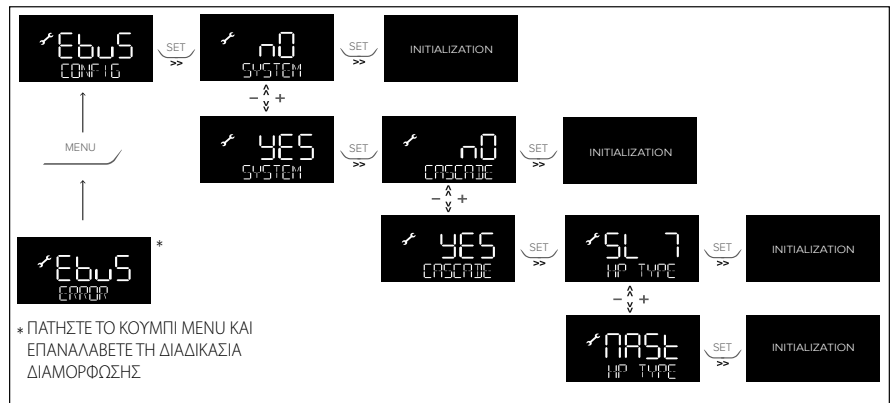 EbuS SET nO SET INITIALIZATION
CONFIG >> SYSTEM >>
- +
MENU YES SET nO SET INITIALIZATION
SYSTEM >> CASCADE >>
- +
EbuS * YES SET SL 7 SET INITIALIZATION
ERROR CASCADE >> HP TYPE >>
- +
* ΠΑΤΗΣΤΕ ΤΟ ΚΟΥΜΠΙ MENU ΚΑΙ
ΕΠΑΝΑΛΑΒΕΤΕ ΤΗ ΔΙΑΔΙΚΑΣΙΑ
ΔΙΑΜΟΡΦΩΣΗΣ
MASt SET INITIALIZATION
HP TYPE >>